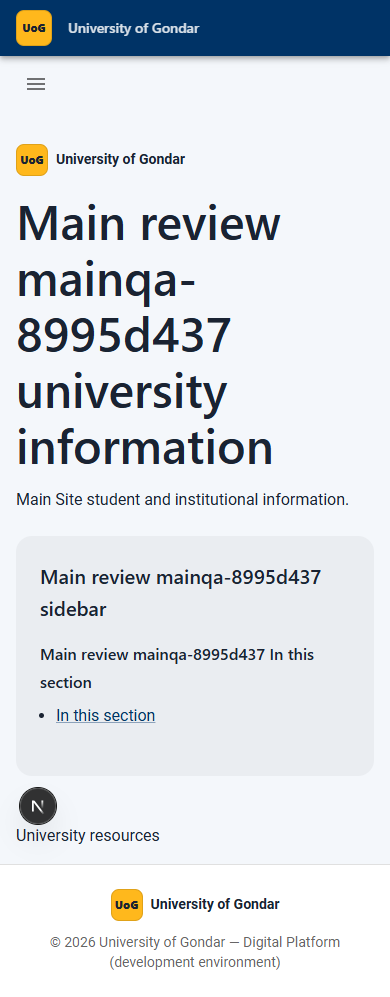 UoG University of Gondar
UoG University of Gondar
Main review
mainqa-
8995d437
university
information
Main Site student and institutional information.
Main review mainqa-8995d437
sidebar
Main review mainqa-8995d437 In this
section
In this section
N
University resources
UoG University of Gondar
© 2026 University of Gondar — Digital Platform
(development environment)